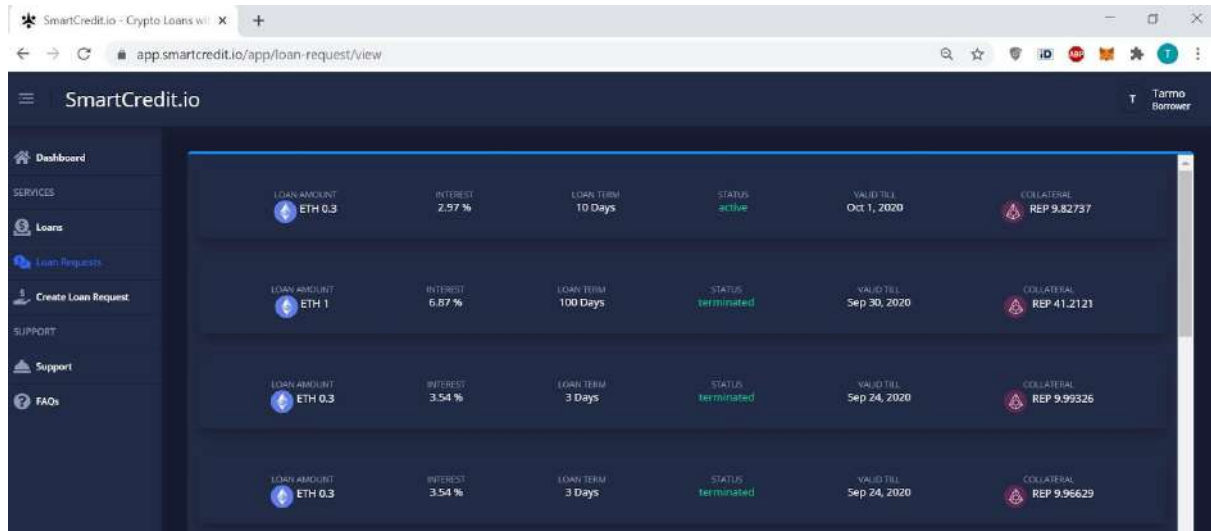 SmartCredit.io - Crypto Loans wi
app.smartcredit.io/app/loan-request/view
iD
ABP
T
SmartCredit.io
T
Tarmo
Borrower
Dashboard
SERVICES
Loans
Loan Requests
Create Loan Request
SUPPORT
Support
FAQs
LOAN AMOUNT INTEREST LOAN TERM STATUS VALID TILL COLLATERAL
ETH 0.3 2.97 % 10 Days active Oct 1, 2020 REP 9.82737
LOAN AMOUNT INTEREST LOAN TERM STATUS VALID TILL COLLATERAL
ETH 1 6.87 % 100 Days terminated Sep 30, 2020 REP 41.2121
LOAN AMOUNT INTEREST LOAN TERM STATUS VALID TILL COLLATERAL
ETH 0.3 3.54 % 3 Days terminated Sep 24, 2020 REP 9.99326
LOAN AMOUNT INTEREST LOAN TERM STATUS VALID TILL COLLATERAL
ETH 0.3 3.54 % 3 Days terminated Sep 24, 2020 REP 9.96629